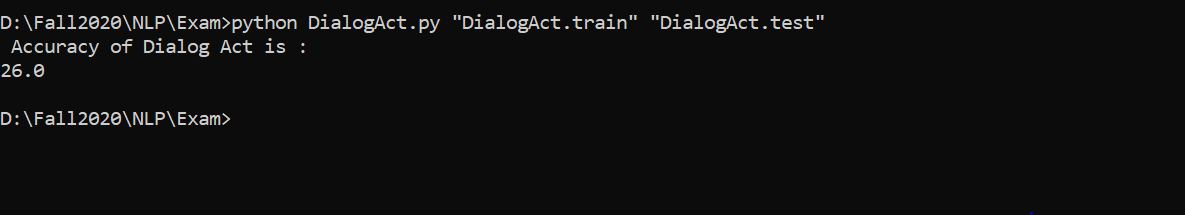 D:\Fall2020\NLP\Exam>python DialogAct.py "DialogAct.train" "DialogAct.test"
 Accuracy of Dialog Act is :
26.0
D:\Fall2020\NLP\Exam>